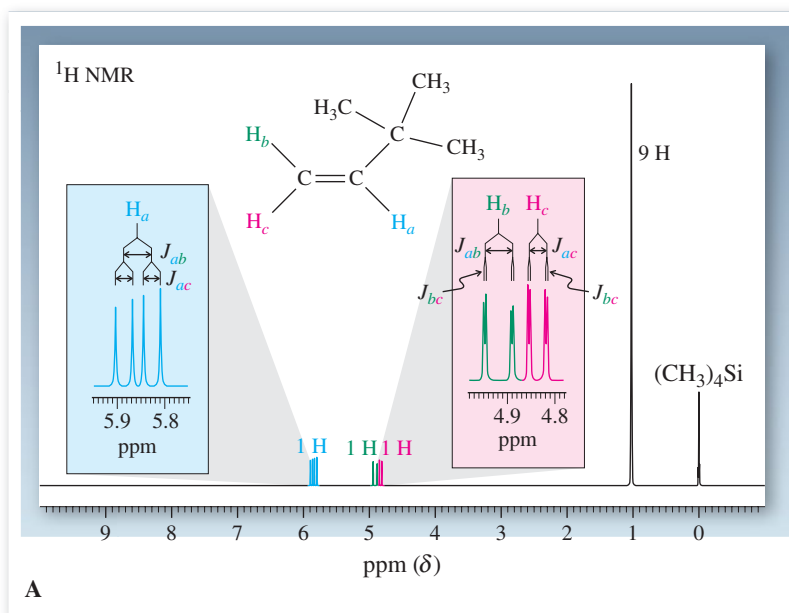 ¹H NMR
CH₃
H₃C
C
CH₃
H_b
C=C
H_c
H_a
9 H
H_a
J_ab
J_ac
5.9 5.8
ppm
H_b H_c
J_ab J_ac
J_bc J_bc
4.9 4.8
ppm
(CH₃)₄Si
1 H 1 H 1 H
9 8 7 6 5 4 3 2 1 0
ppm (δ)
A